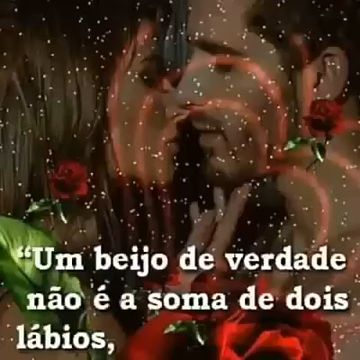 “Um beijo de verdade
não é a soma de dois
lábios,